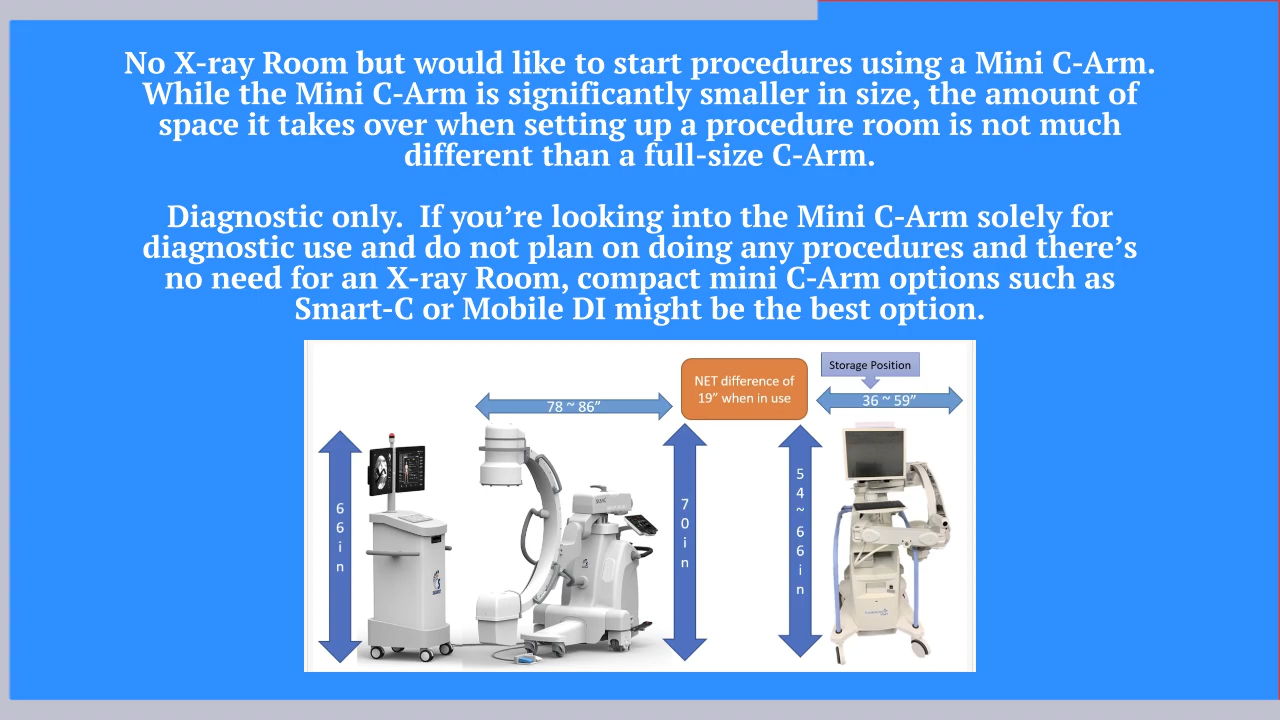 No X-ray Room but would like to start procedures using a Mini C-Arm.
While the Mini C-Arm is significantly smaller in size, the amount of
space it takes over when setting up a procedure room is not much
different than a full-size C-Arm.
Diagnostic only.  If you’re looking into the Mini C-Arm solely for
diagnostic use and do not plan on doing any procedures and there’s
no need for an X-ray Room, compact mini C-Arm options such as
Smart-C or Mobile DI might be the best option.
NET difference of
19” when in use
Storage Position
78 ~ 86”
36 ~ 59”
66in
70in
54~66in